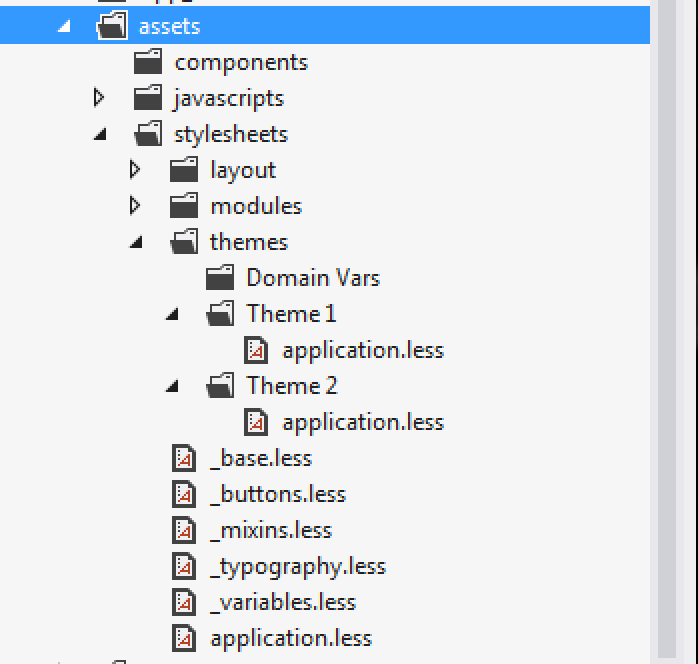 assets
components
javascripts
stylesheets
layout
modules
themes
Domain Vars
Theme 1
application.less
Theme 2
application.less
_base.less
_buttons.less
_mixins.less
_typography.less
_variables.less
application.less